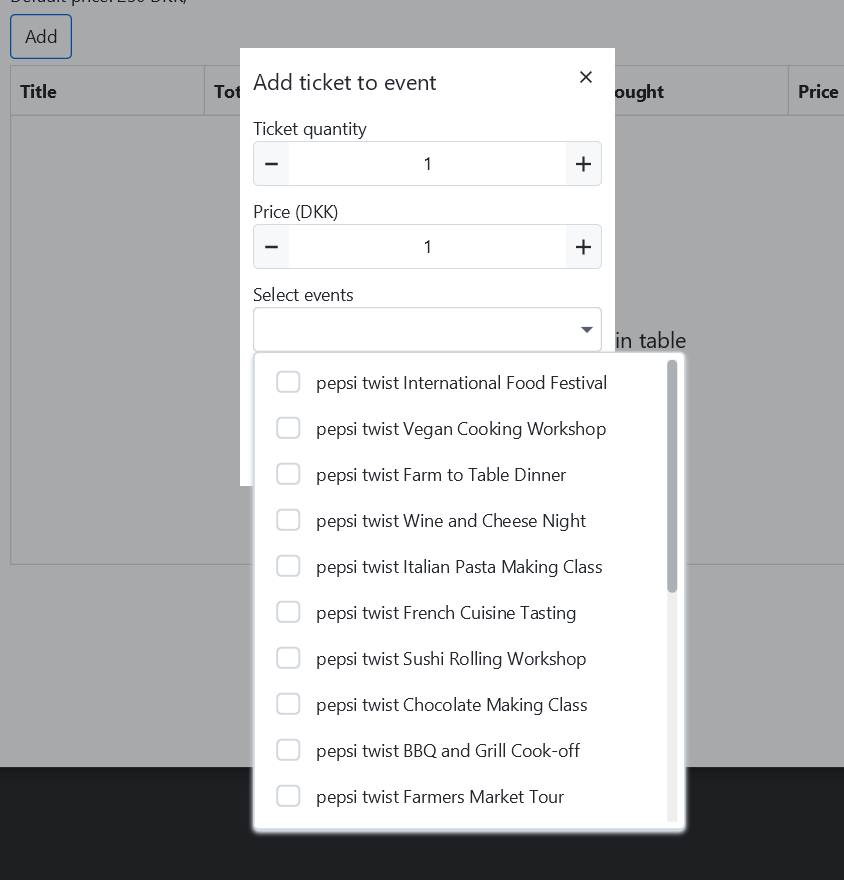 Default price: 250 DKK,
Add
Title
Tot
ought
Price
Add ticket to event
Ticket quantity
1
Price (DKK)
1
Select events
in table
pepsi twist International Food Festival
pepsi twist Vegan Cooking Workshop
pepsi twist Farm to Table Dinner
pepsi twist Wine and Cheese Night
pepsi twist Italian Pasta Making Class
pepsi twist French Cuisine Tasting
pepsi twist Sushi Rolling Workshop
pepsi twist Chocolate Making Class
pepsi twist BBQ and Grill Cook-off
pepsi twist Farmers Market Tour